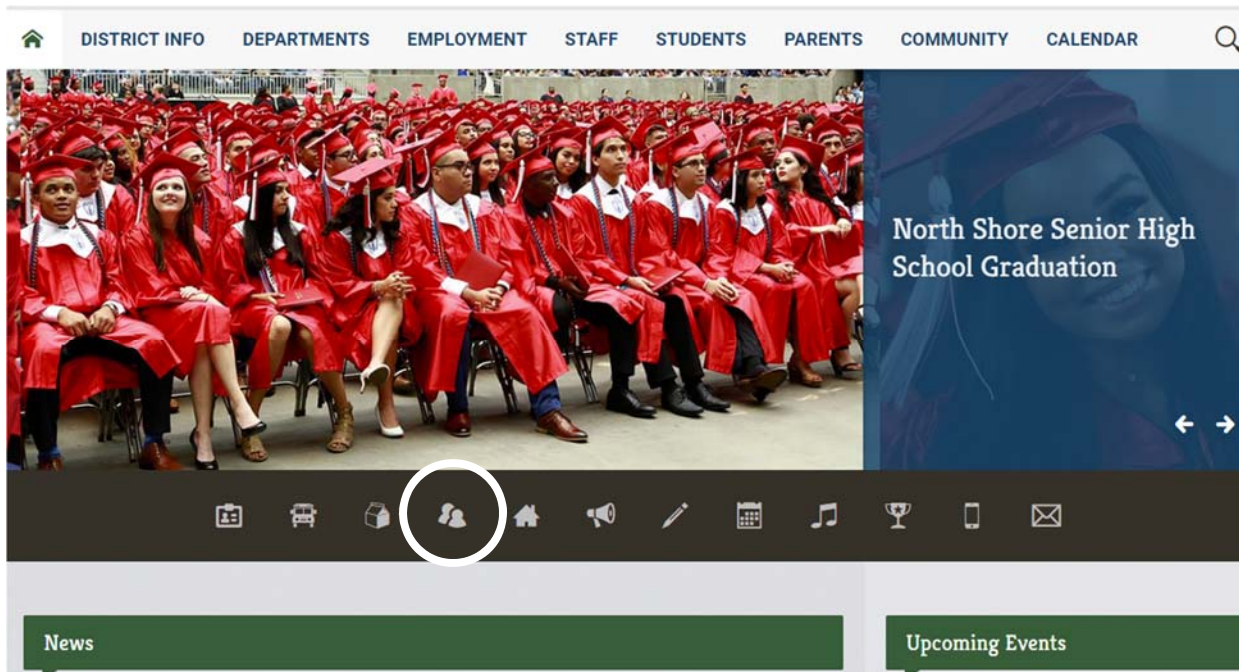 DISTRICT INFO DEPARTMENTS EMPLOYMENT STAFF STUDENTS PARENTS COMMUNITY CALENDAR
North Shore Senior High
School Graduation
News
Upcoming Events